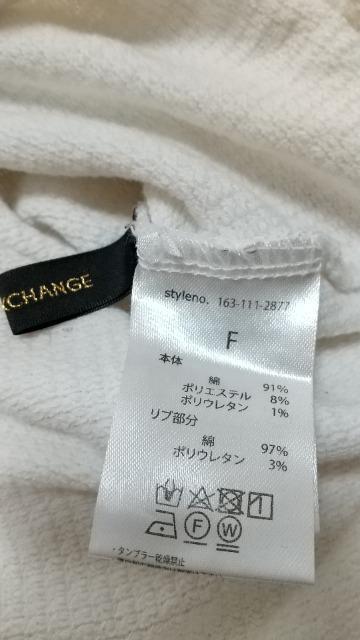 XCHANGE
styleno. 163-111-2877
F
本体
綿 91%
ポリエステル 8%
ポリウレタン 1%
リブ部分
綿 97%
ポリウレタン 3%
F W
・タンブラー乾燥禁止